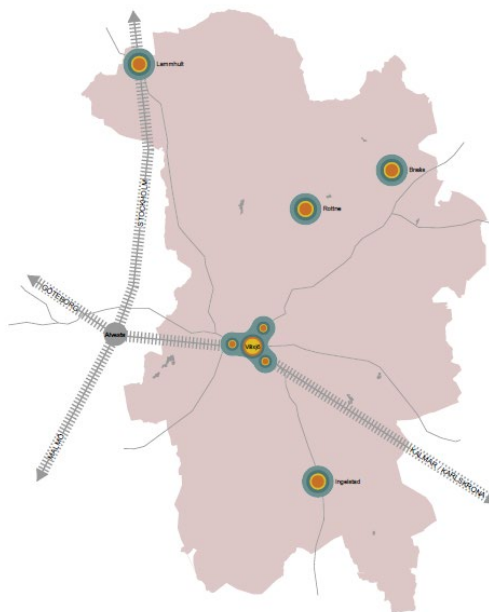 Lammhult
Braås
Rottne
STOCKHOLM
GÖTEBORG
Alvesta
Växjö
MALMÖ
KALMAR / KARLSKRONA
Ingelstad